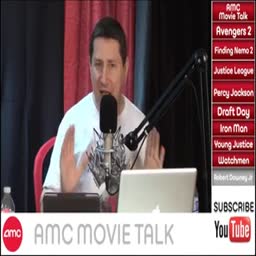 AMC
Movie Talk
Avengers 2
Finding Nemo 2
Justice League
Percy Jackson
Draft Day
Iron Man
Young Justice
Watchmen
Robert Downey Jr
SUBSCRIBE
YouTube
amc
AMC MOVIE TALK